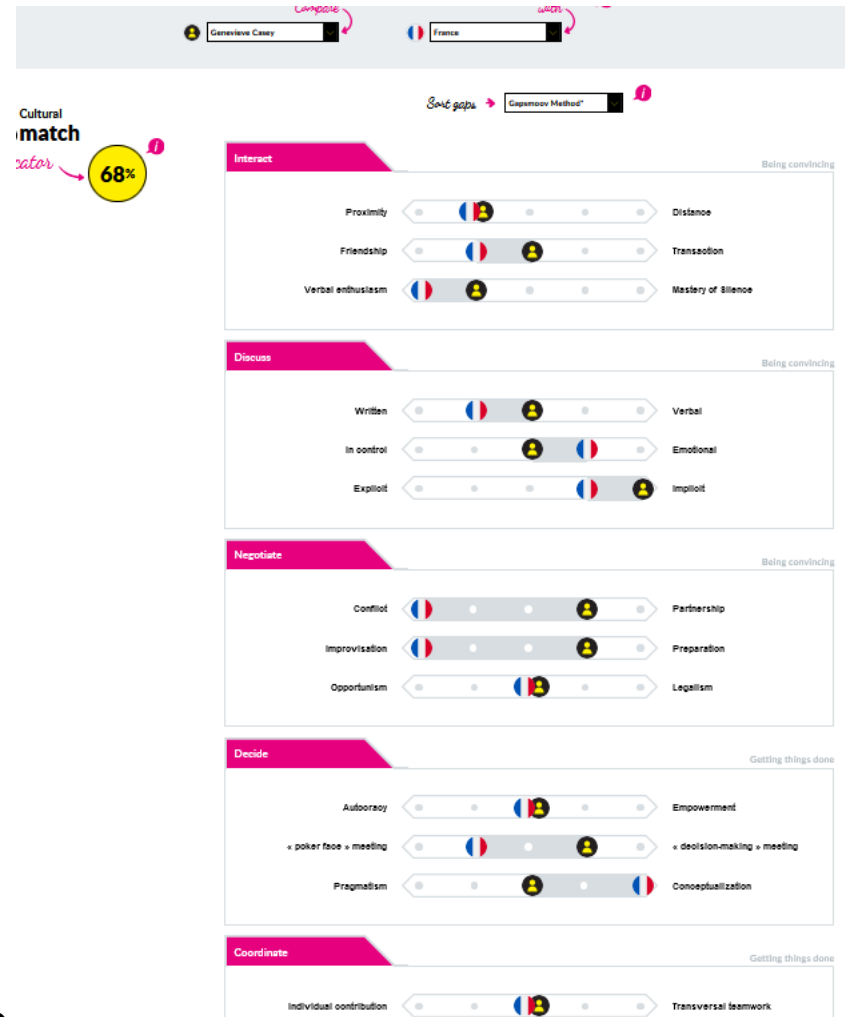 Compare
with
Genevieve Casey
France
Sort gaps
Gapsmoov Method*
i
Cultural
match
cator
68%
i
Interact
Being convincing
Proximity
Distance
Friendship
Transaction
Verbal enthusiasm
Mastery of Silence
Discuss
Being convincing
Written
Verbal
In control
Emotional
Explicit
Implicit
Negotiate
Being convincing
Conflict
Partnership
Improvisation
Preparation
Opportunism
Legalism
Decide
Getting things done
Autocracy
Empowerment
« poker face » meeting
« decision-making » meeting
Pragmatism
Conceptualization
Coordinate
Getting things done
Individual contribution
Transversal teamwork